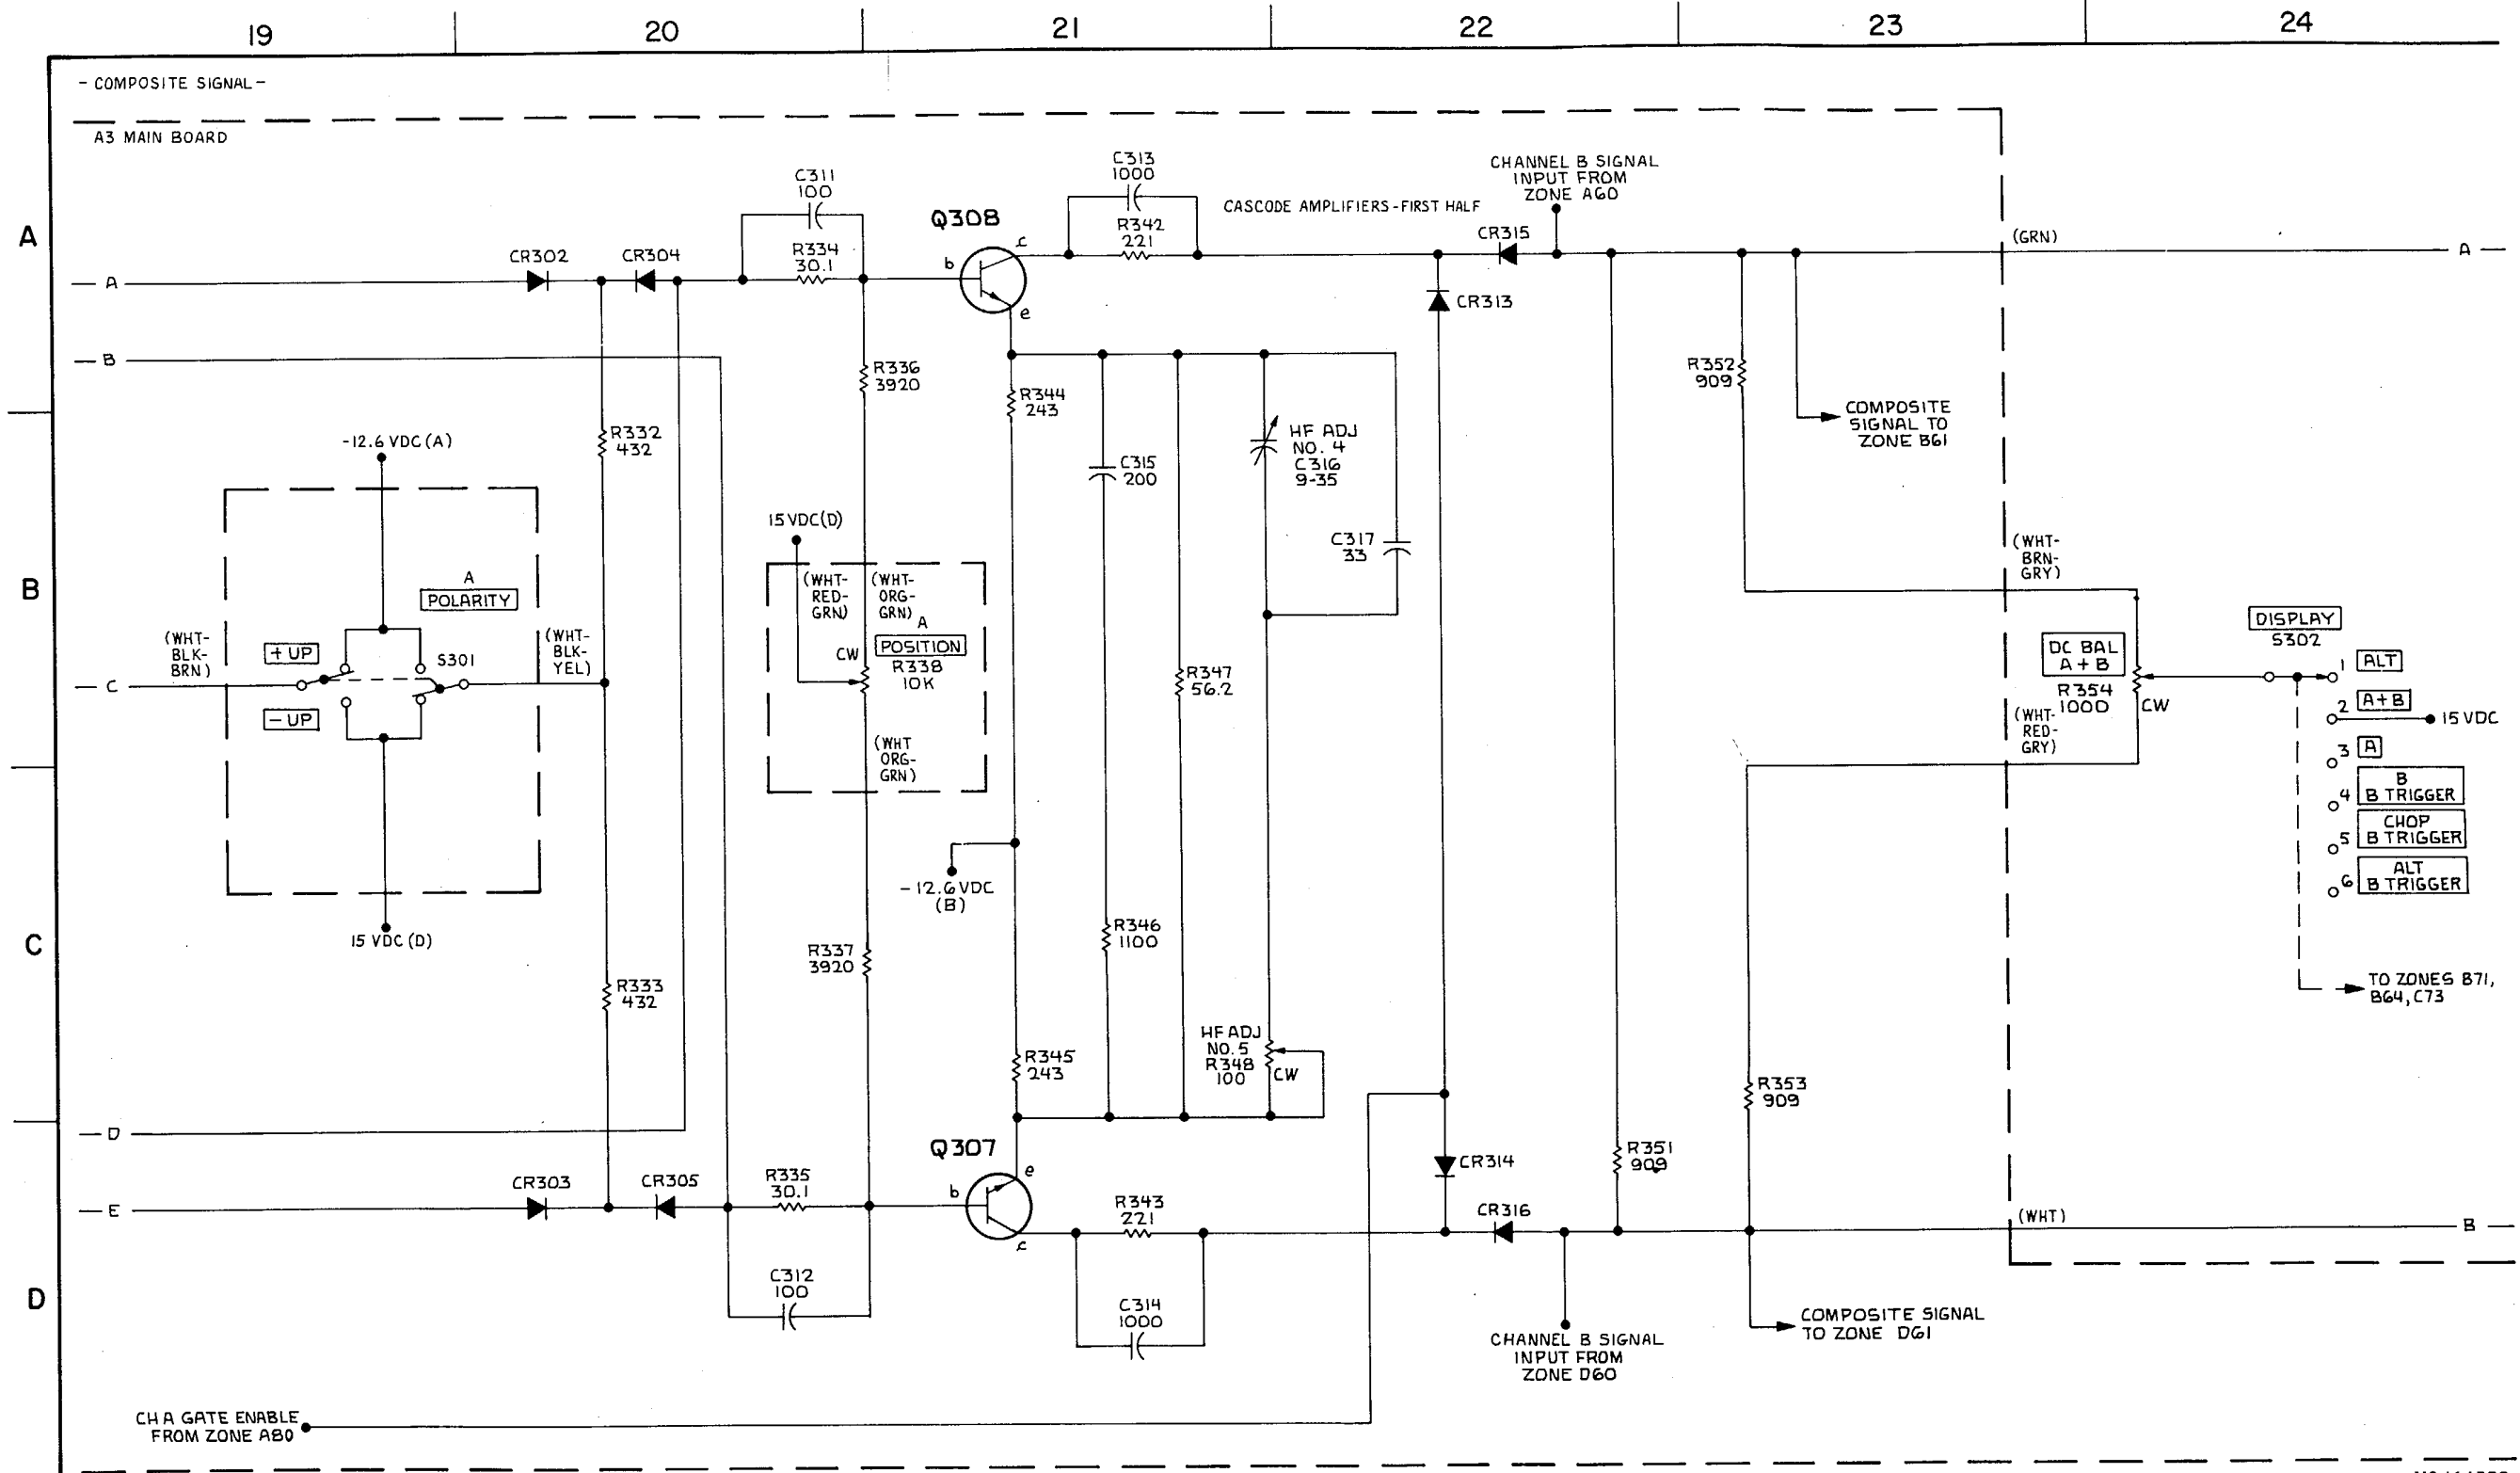 19 20 21 22 23 24
- COMPOSITE SIGNAL -
A3 MAIN BOARD
A
B
C
D
A
CR302
CR304
C311
100
R334
30.1
Q308
b
c
e
C313
1000
R342
221
CASCODE AMPLIFIERS-FIRST HALF
CHANNEL B SIGNAL
INPUT FROM
ZONE A60
CR315
CR313
(GRN)
A
B
R336
3920
R344
243
R352
909
COMPOSITE
SIGNAL TO
ZONE B61
-12.6 VDC (A)
R332
432
C315
200
HF ADJ
NO. 4
C316
9-35
C317
33
15 VDC(D)
(WHT-
RED-
GRN)
(WHT-
ORG-
GRN)
A
POSITION
CW
R338
10K
(WHT
ORG-
GRN)
A
POLARITY
+ UP
S301
- UP
(WHT-
BLK-
BRN)
(WHT-
BLK-
YEL)
C
15 VDC (D)
R347
56.2
(WHT-
BRN-
GRY)
DC BAL
A+B
R354
1000
CW
(WHT-
RED-
GRY)
DISPLAY
S302
1 ALT
2 A+B
15 VDC
3 A
4 B
B TRIGGER
5 CHOP
B TRIGGER
6 ALT
B TRIGGER
TO ZONES B71,
B64, C73
-12.6 VDC
(B)
R337
3920
R346
1100
R333
432
R345
243
HF ADJ
NO. 5
R348
100
CW
R353
909
D
Q307
e
b
c
R351
909
CR314
CR303
CR305
R335
30.1
E
R343
221
CR316
(WHT)
B
C312
100
C314
1000
CHANNEL B SIGNAL
INPUT FROM
ZONE D60
COMPOSITE SIGNAL
TO ZONE D61
CH A GATE ENABLE
FROM ZONE A80